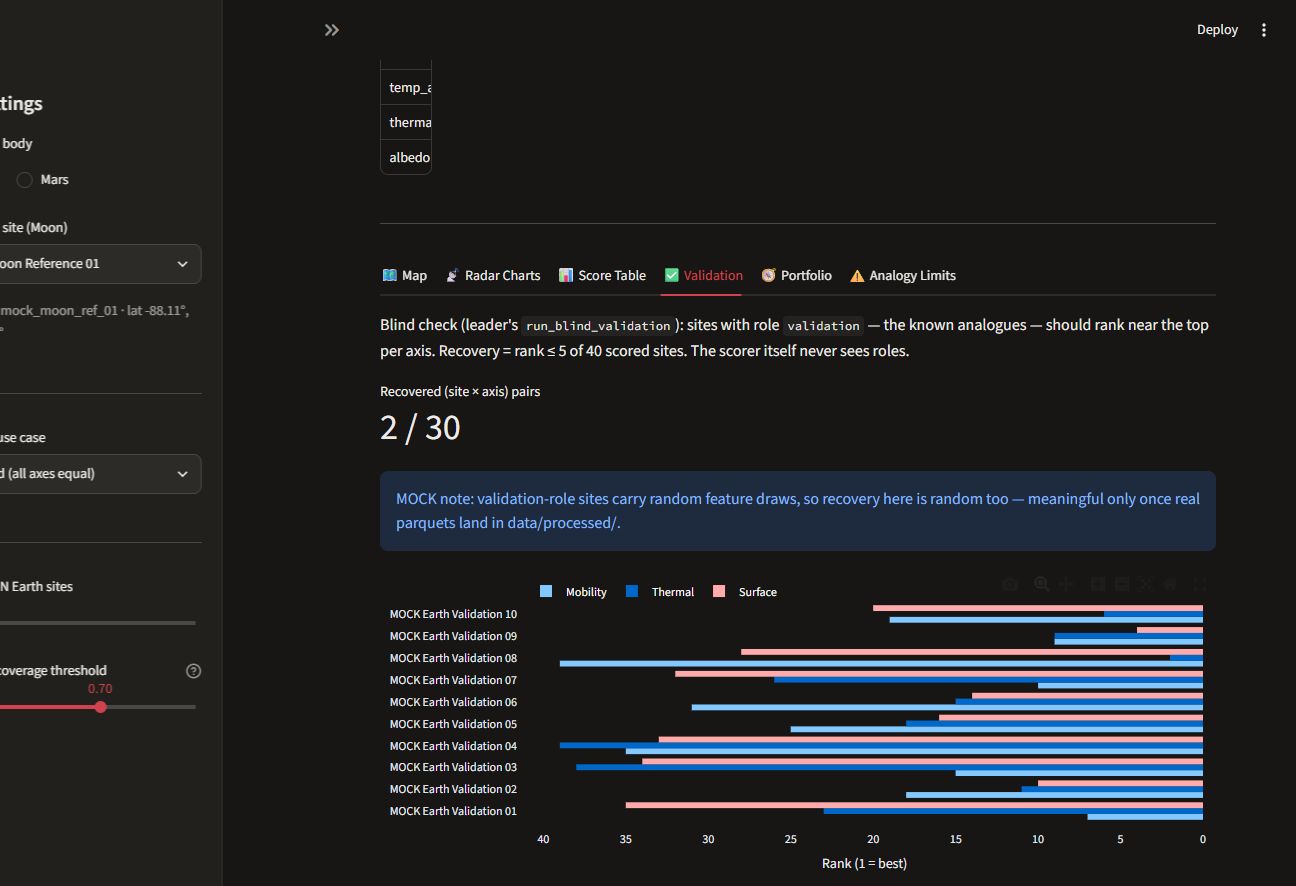 Deploy
tings
body
Mars
site (Moon)
oon Reference 01
mock_moon_ref_01 · lat -88.11°,
°
use case
d (all axes equal)
N Earth sites
coverage threshold
0.70
temp_a
therma
albedo
Map
Radar Charts
Score Table
Validation
Portfolio
Analogy Limits
Blind check (leader's run_blind_validation ): sites with role validation — the known analogues — should rank near the top
per axis. Recovery = rank ≤ 5 of 40 scored sites. The scorer itself never sees roles.
Recovered (site × axis) pairs
2 / 30
MOCK note: validation-role sites carry random feature draws, so recovery here is random too — meaningful only once real
parquets land in data/processed/.
Mobility Thermal Surface
MOCK Earth Validation 10
MOCK Earth Validation 09
MOCK Earth Validation 08
MOCK Earth Validation 07
MOCK Earth Validation 06
MOCK Earth Validation 05
MOCK Earth Validation 04
MOCK Earth Validation 03
MOCK Earth Validation 02
MOCK Earth Validation 01
40 35 30 25 20 15 10 5 0
Rank (1 = best)